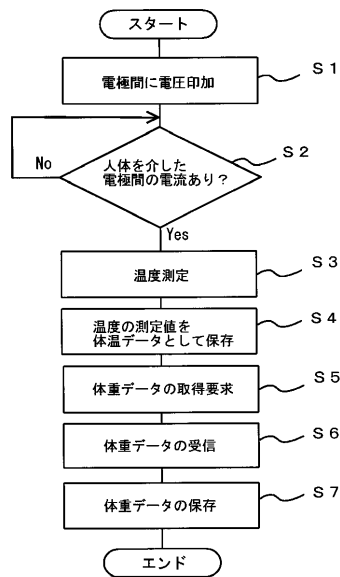 スタート
電極間に電圧印加
S1
人体を介した
電極間の電流あり?
S2
No
Yes
温度測定
S3
温度の測定値を
体温データとして保存
S4
体重データの取得要求
S5
体重データの受信
S6
体重データの保存
S7
エンド